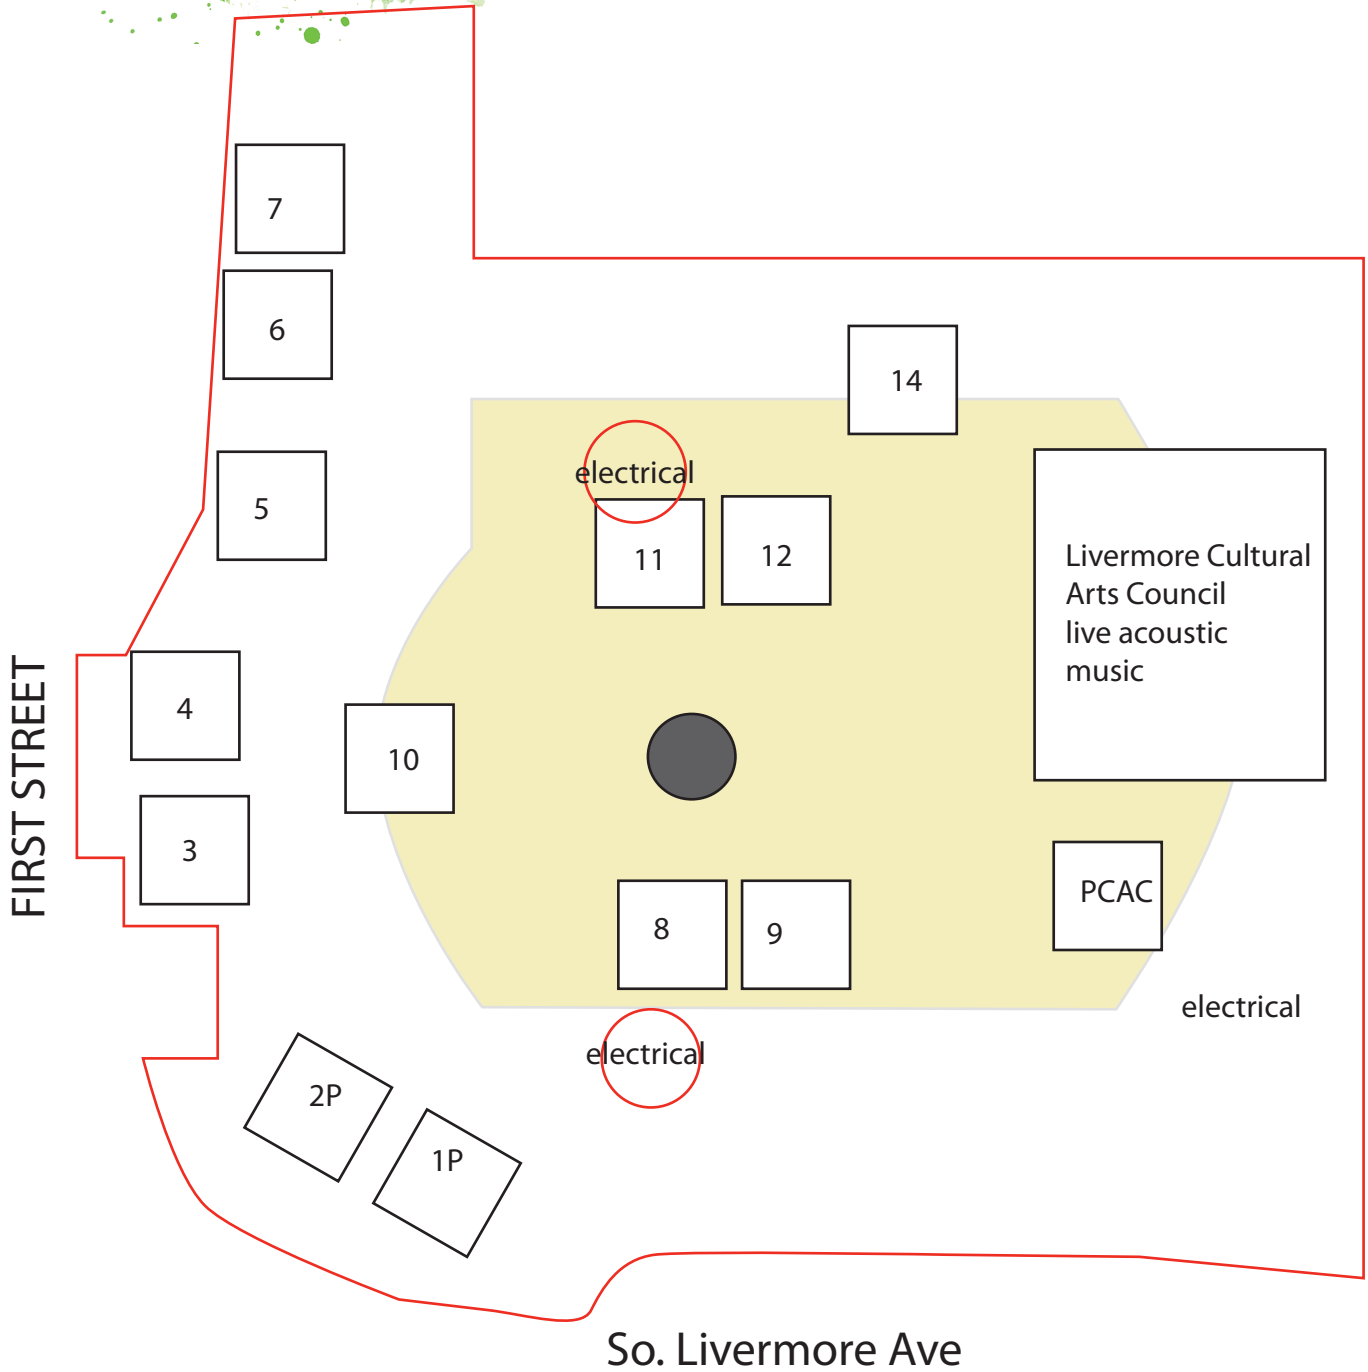 7
6
14
5
electrical
11
12
Livermore Cultural
Arts Council
live acoustic
music
4
10
FIRST STREET
3
PCAC
8
9
electrical
electrical
2P
1P
So. Livermore Ave